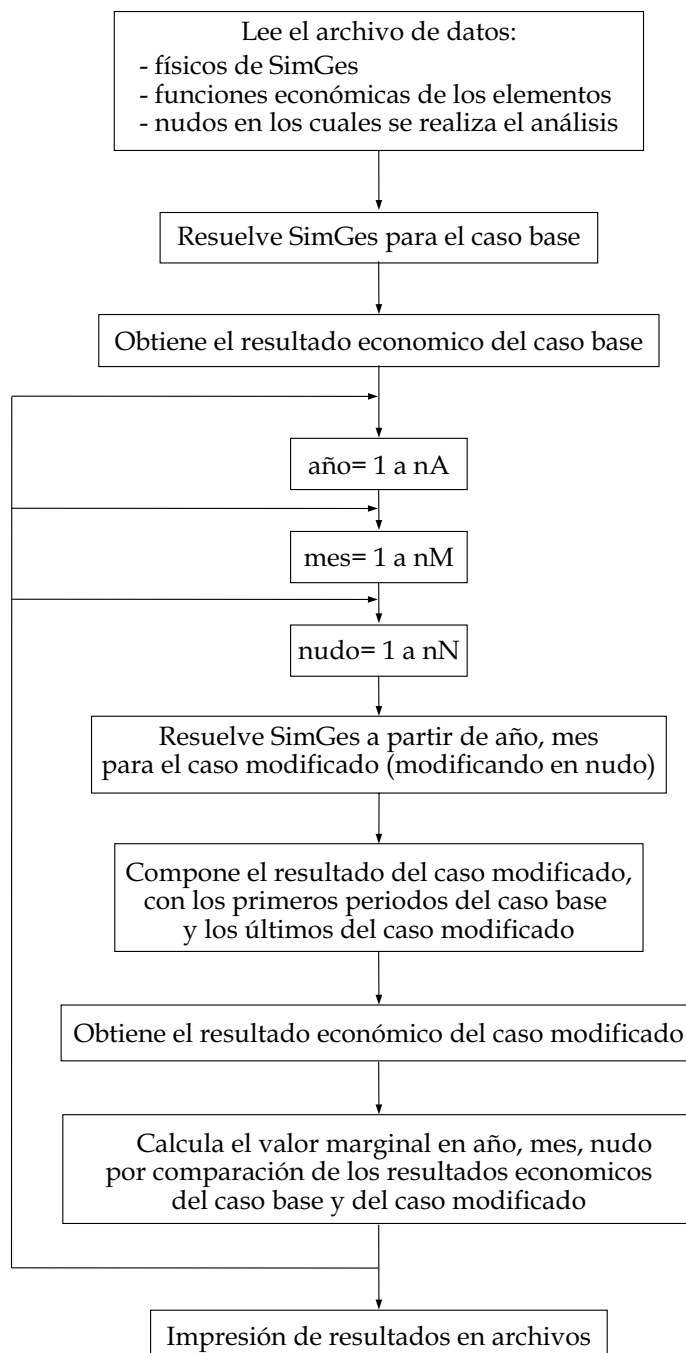 Lee el archivo de datos:
- físicos de SimGes
- funciones económicas de los elementos
- nudos en los cuales se realiza el análisis
Resuelve SimGes para el caso base
Obtiene el resultado economico del caso base
año= 1 a nA
mes= 1 a nM
nudo= 1 a nN
Resuelve SimGes a partir de año, mes
para el caso modificado (modificando en nudo)
Compone el resultado del caso modificado,
con los primeros periodos del caso base
y los últimos del caso modificado
Obtiene el resultado económico del caso modificado
Calcula el valor marginal en año, mes, nudo
por comparación de los resultados economicos
del caso base y del caso modificado
Impresión de resultados en archivos